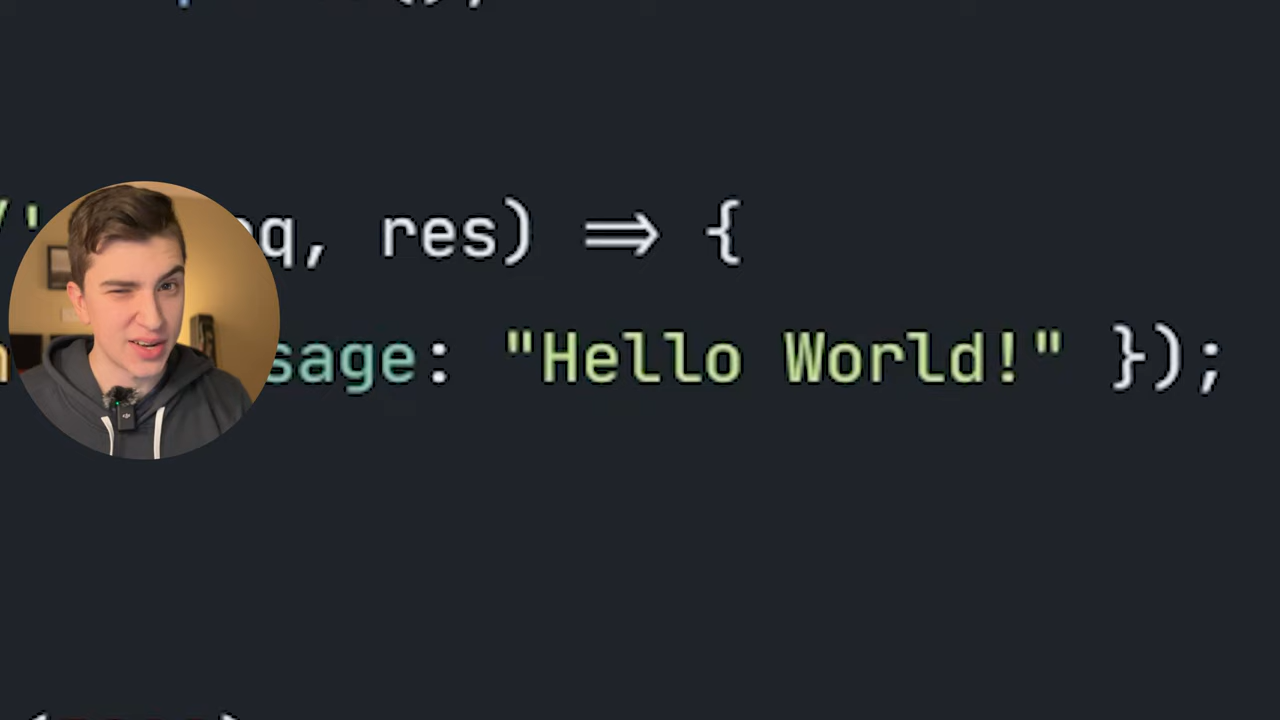 /' q, res) => {
sage: "Hello World!" });